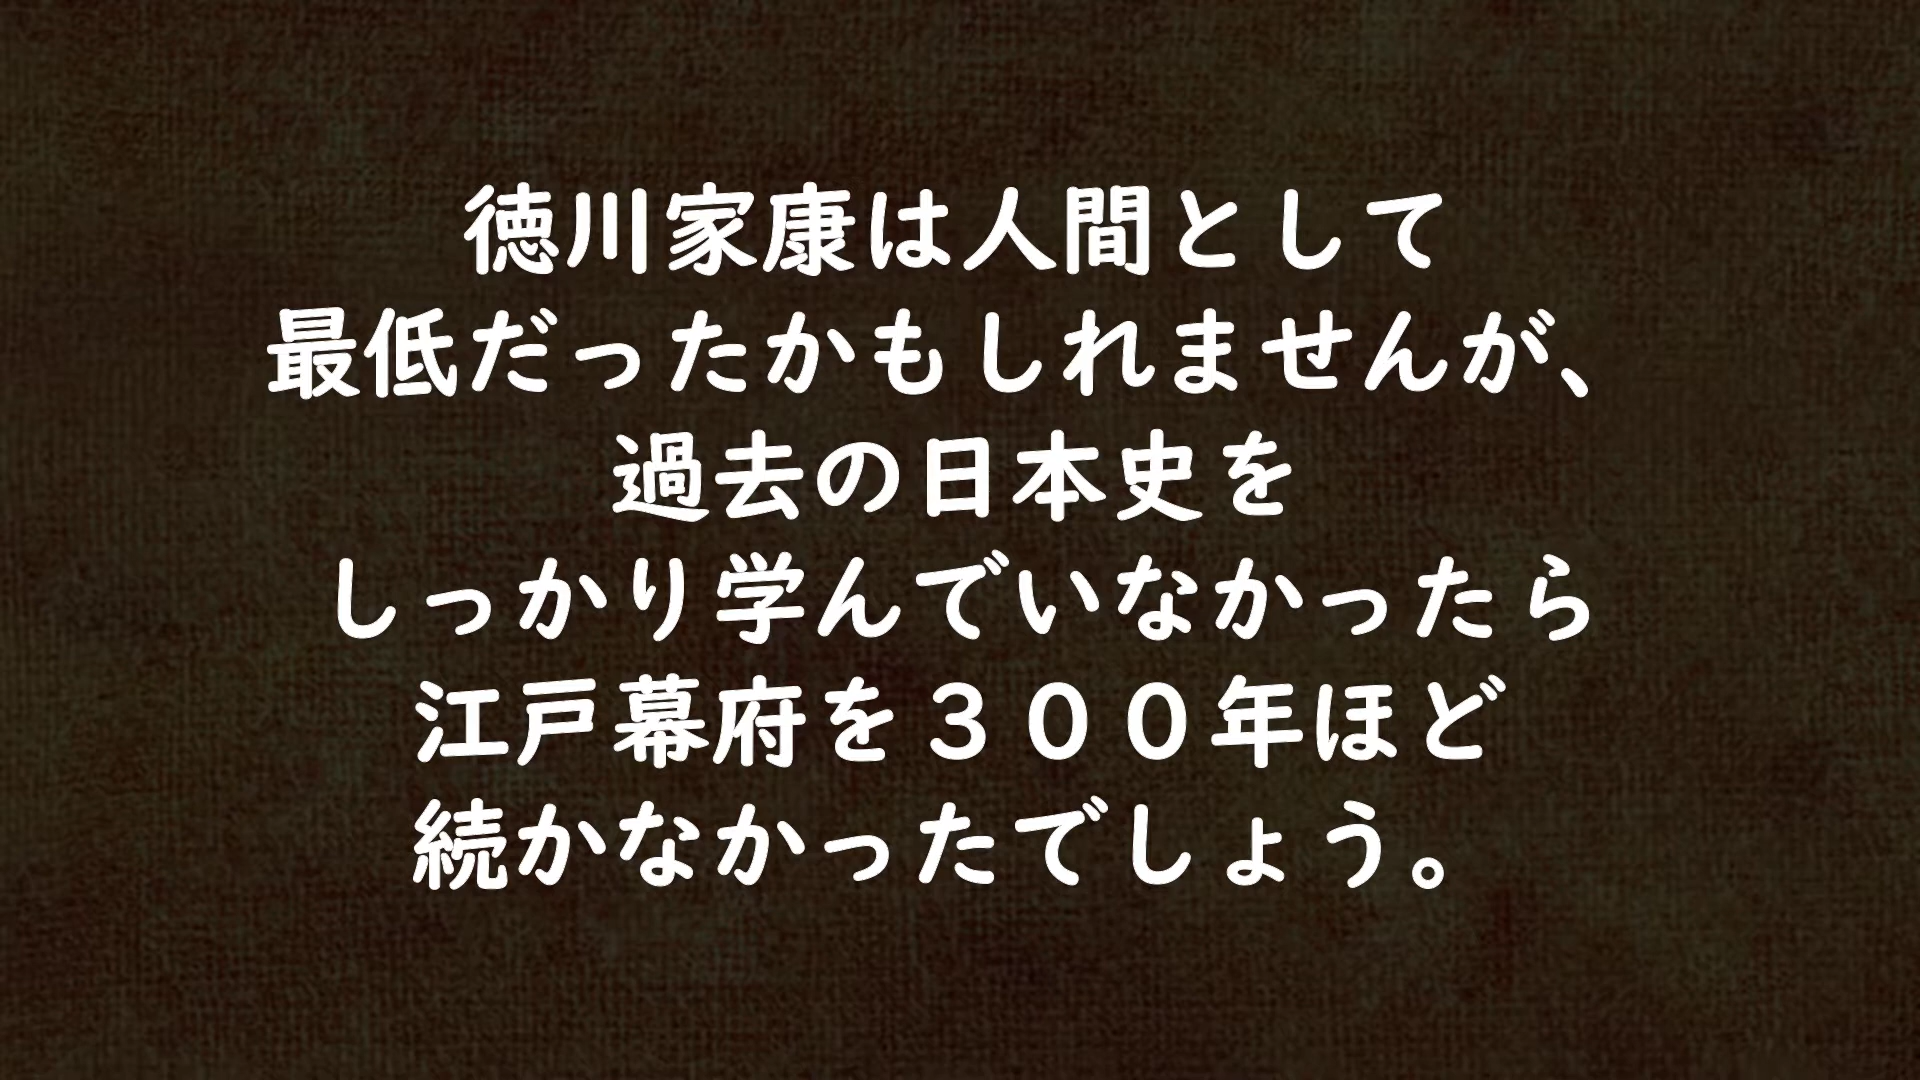 徳川家康は人間として
最低だったかもしれませんが、
過去の日本史を
しっかり学んでいなかったら
江戸幕府を３００年ほど
続かなかったでしょう。